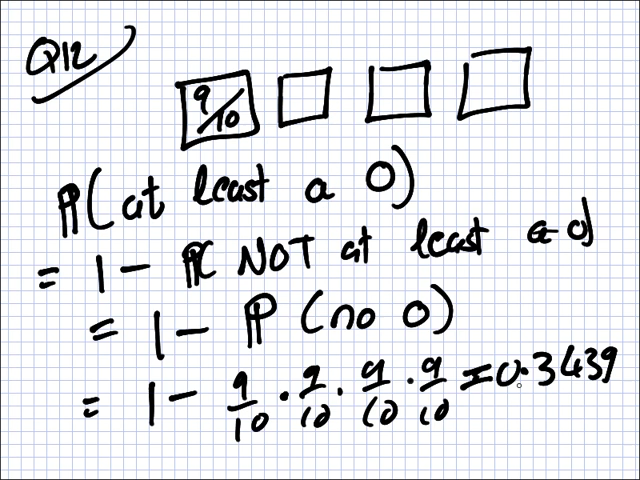 Q12
9/10
P(at least a 0)
= 1 - P( NOT at least a 0)
= 1 - P (no 0)
= 1 - 9/10 · 9/10 · 9/10 · 9/10 = 0.3439